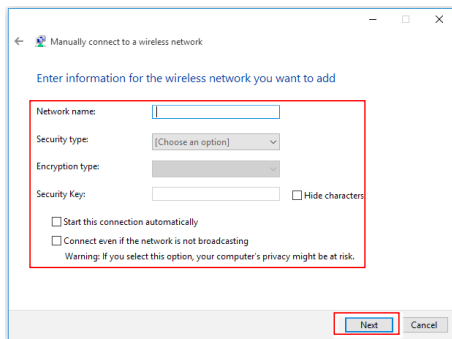 Manually connect to a wireless network
Enter information for the wireless network you want to add
Network name:
Security type: [Choose an option]
Encryption type:
Security Key: Hide characters
Start this connection automatically
Connect even if the network is not broadcasting
Warning: If you select this option, your computer's privacy might be at risk.
Next Cancel